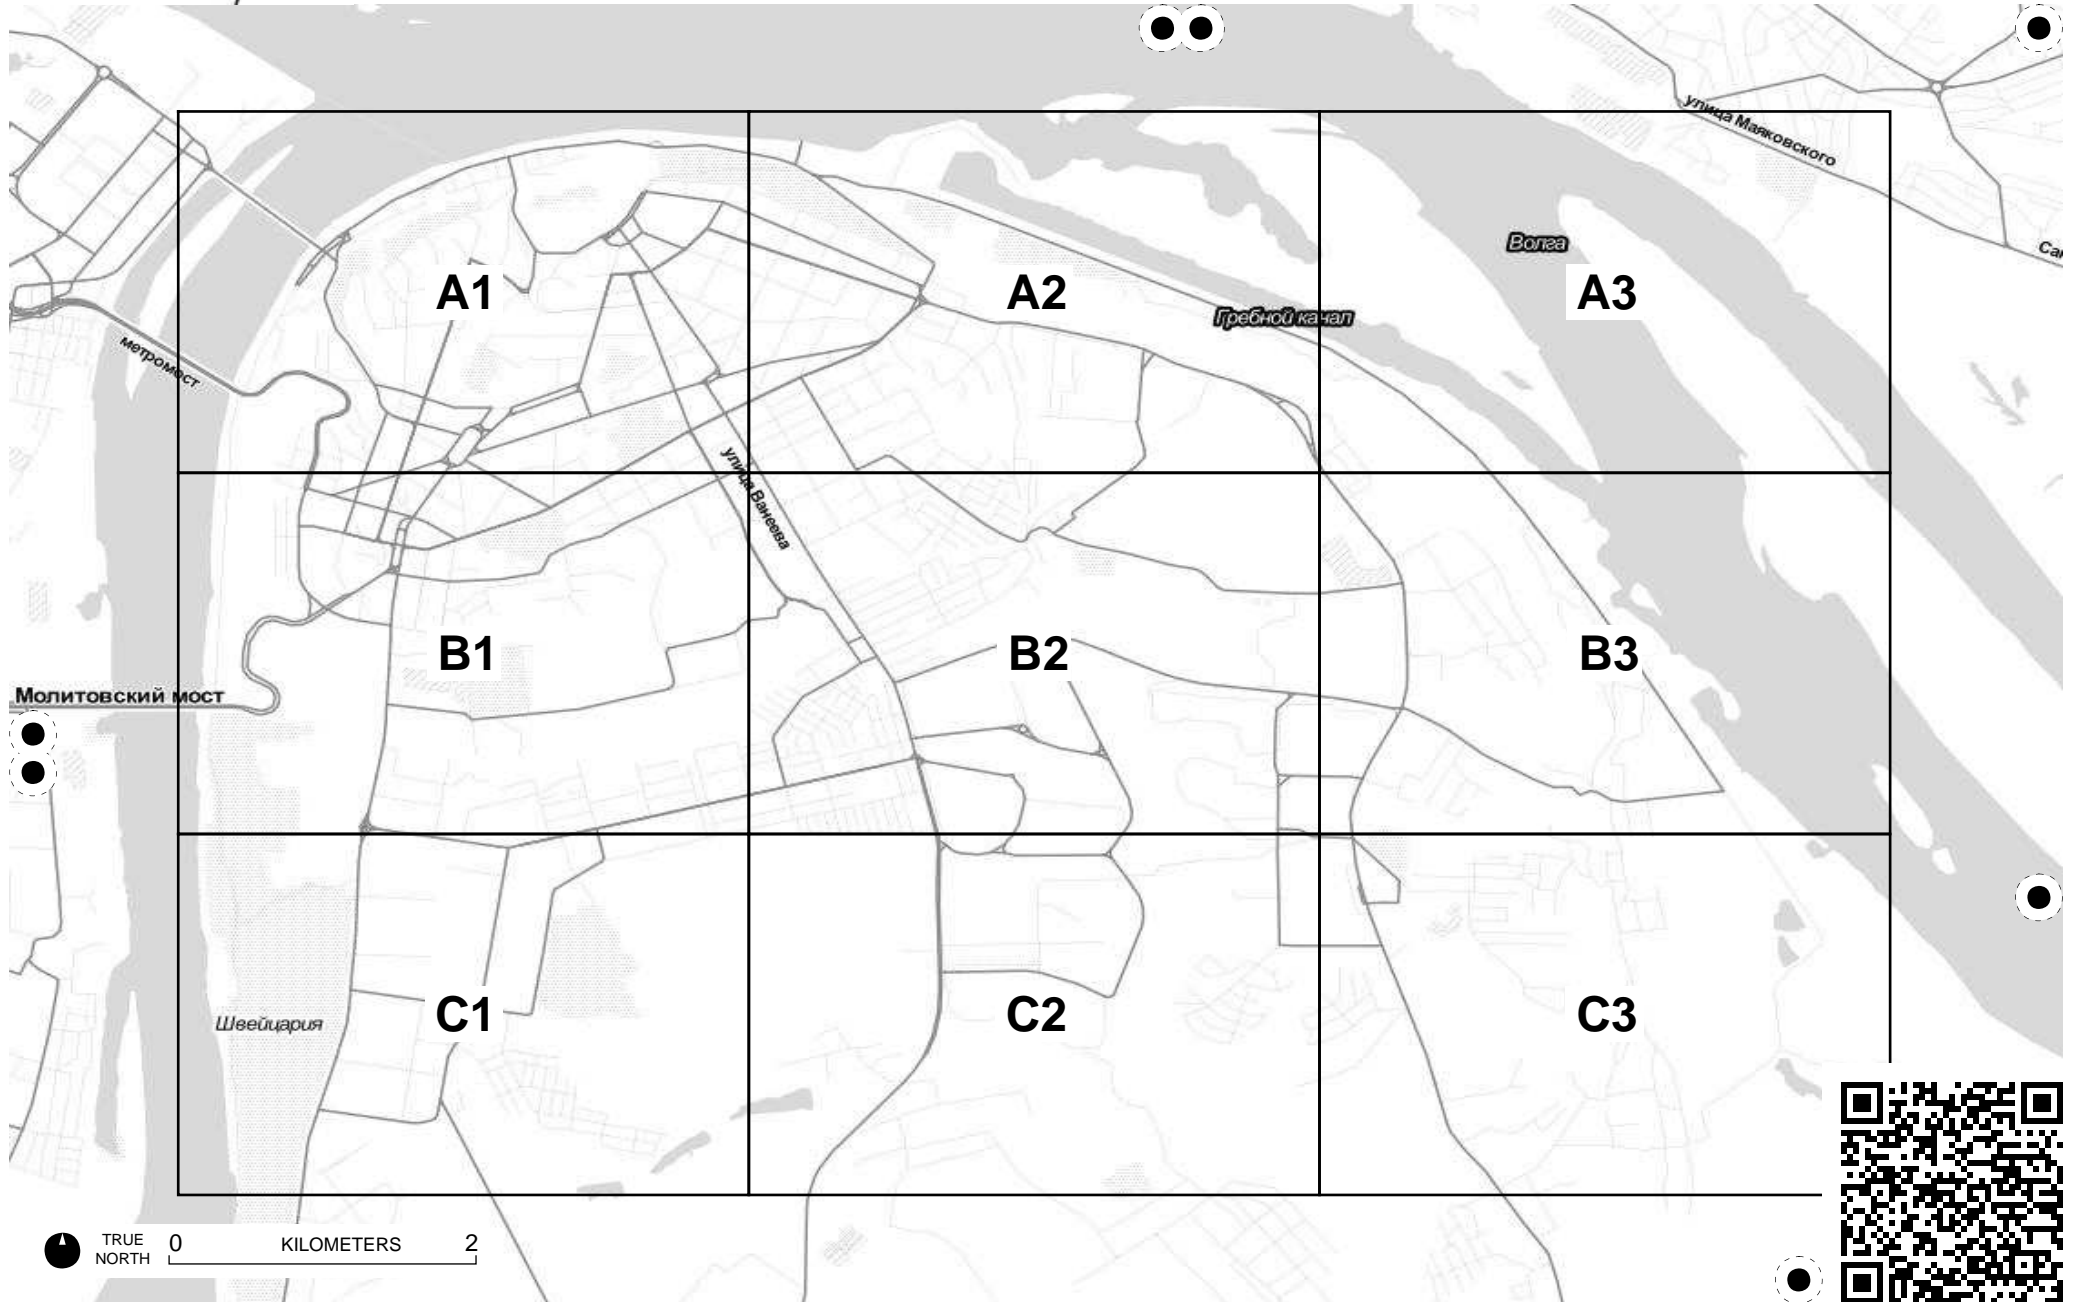 улица Маяковского
Волга
Са
A1
A2
A3
Гребной канал
метромост
улица Ванеева
B1
B2
B3
Молитовский мост
C1
C2
C3
Швейцария
TRUE
NORTH
0 KILOMETERS 2